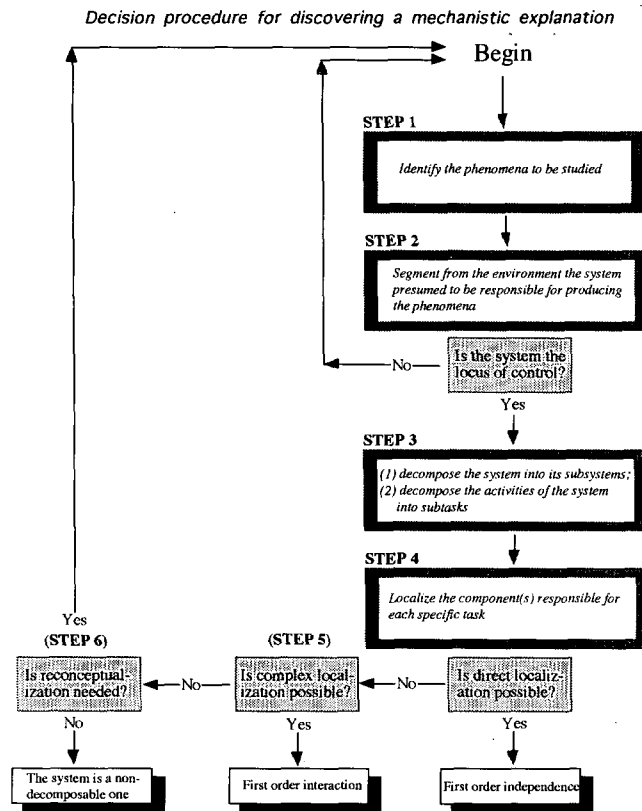 Decision procedure for discovering a mechanistic explanation
Begin
STEP 1
Identify the phenomena to be studied
STEP 2
Segment from the environment the system
presumed to be responsible for producing
the phenomena
Is the system the
locus of control?
No
Yes
STEP 3
(1) decompose the system into its subsystems;
(2) decompose the activities of the system
into subtasks
STEP 4
Localize the component(s) responsible for
each specific task
Yes
(STEP 6)
(STEP 5)
Is reconceptual-
ization needed?
No
Is complex local-
ization possible?
No
Is direct localiz-
ation possible?
No
Yes
Yes
The system is a non-
decomposable one
First order interaction
First order independence